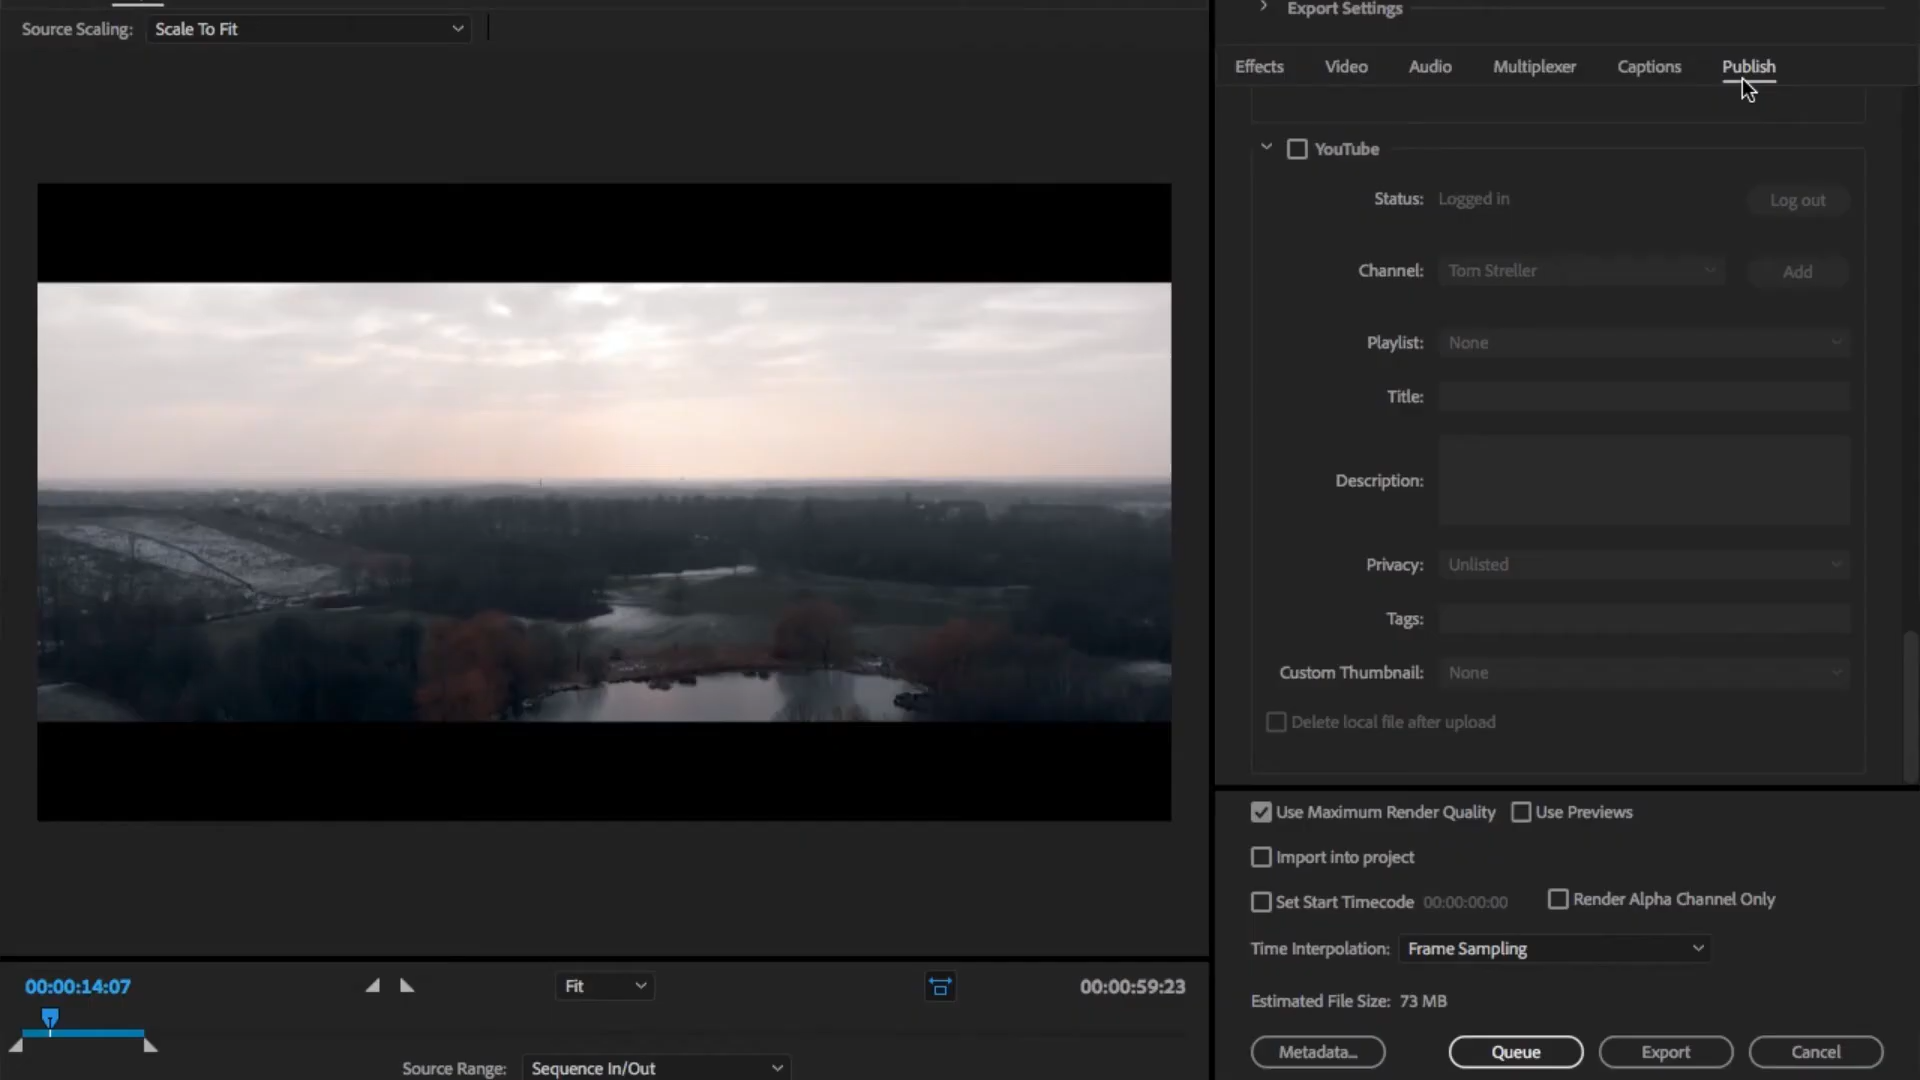 Source Scaling: Scale To Fit
Export Settings
Effects Video Audio Multiplexer Captions Publish
YouTube
Status: Logged in Log out
Channel: Tom Streller Add
Playlist: None
Title:
Description:
Privacy: Unlisted
Tags:
Custom Thumbnail: None
Delete local file after upload
Use Maximum Render Quality Use Previews
Import into project
Set Start Timecode 00:00:00:00 Render Alpha Channel Only
Time Interpolation: Frame Sampling
Estimated File Size: 73 MB
Metadata... Queue Export Cancel
00:00:14:07 Fit 00:00:59:23
Source Range: Sequence In/Out